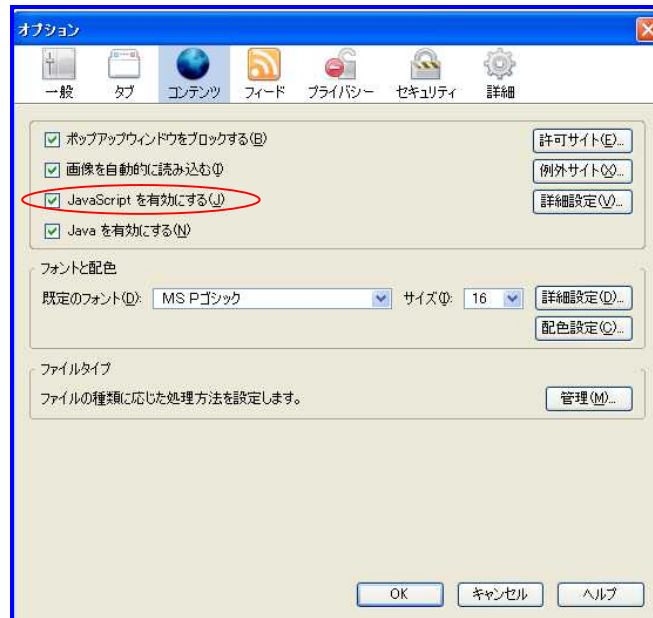 オプション
一般 タブ コンテンツ フィード プライバシー セキュリティ 詳細
ポップアップウィンドウをブロックする(B) 許可サイト(E)...
画像を自動的に読み込む(I) 例外サイト(X)...
JavaScript を有効にする(J) 詳細設定(V)...
Java を有効にする(N)
フォントと配色
既定のフォント(D): MS Pゴシック サイズ(I): 16 詳細設定(D)...
配色設定(C)...
ファイルタイプ
ファイルの種類に応じた処理方法を設定します。 管理(M)...
OK キャンセル ヘルプ